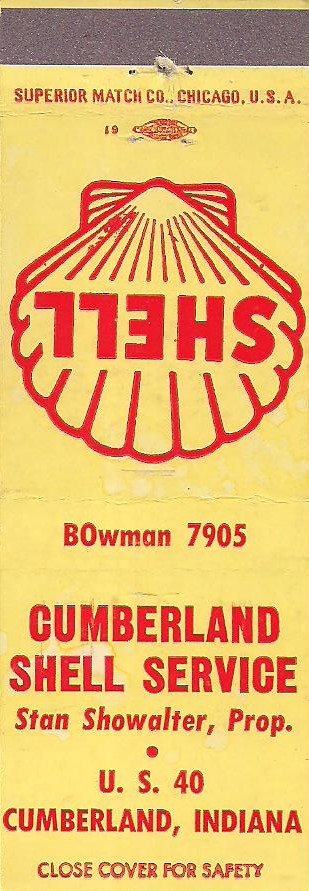 SUPERIOR MATCH CO., CHICAGO, U.S.A.
61
SHELL
BOwman 7905
CUMBERLAND
SHELL SERVICE
Stan Showalter, Prop.
•
U. S. 40
CUMBERLAND, INDIANA
CLOSE COVER FOR SAFETY